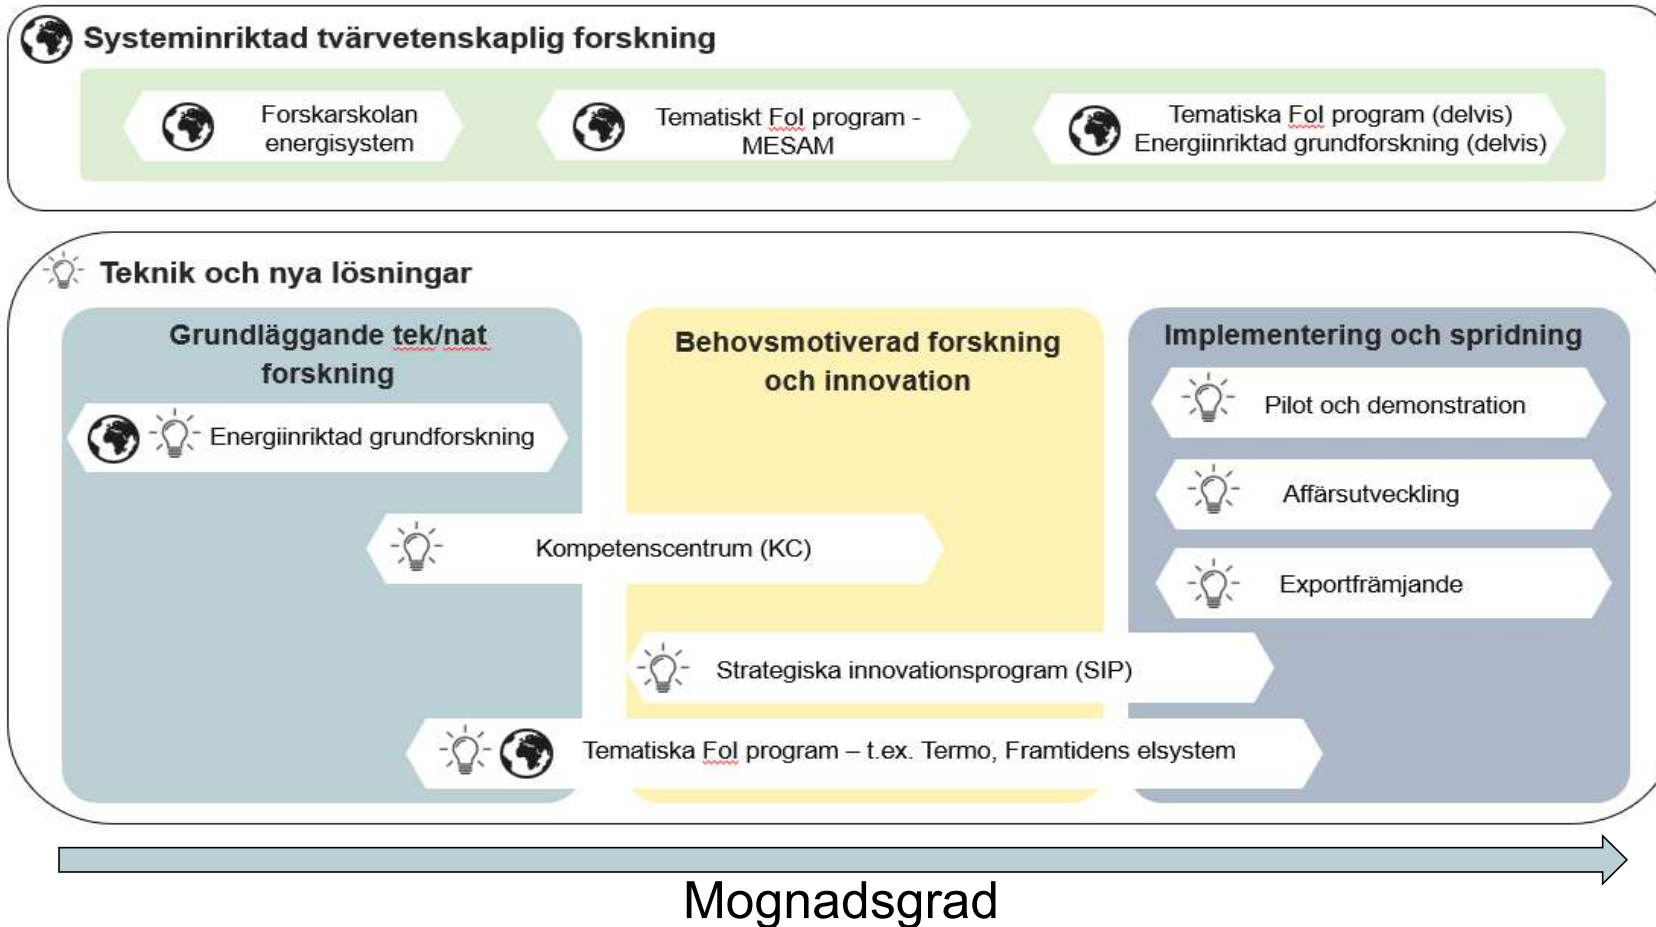 Systeminriktad tvärvetenskaplig forskning
Forskarskolan
energisystem
Tematiskt FoI program -
MESAM
Tematiska FoI program (delvis)
Energiinriktad grundforskning (delvis)
Teknik och nya lösningar
Grundläggande tek/nat
forskning
Energiinriktad grundforskning
Behovsmotiverad forskning
och innovation
Implementering och spridning
Pilot och demonstration
Affärsutveckling
Exportfrämjande
Kompetenscentrum (KC)
Strategiska innovationsprogram (SIP)
Tematiska FoI program – t.ex. Termo, Framtidens elsystem
Mognadsgrad